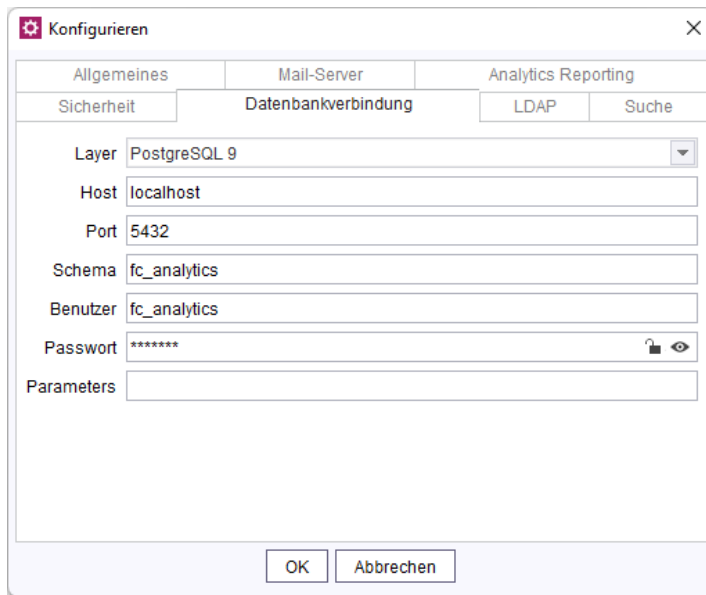 Konfigurieren
Allgemeines Mail-Server Analytics Reporting
Sicherheit Datenbankverbindung LDAP Suche
Layer PostgreSQL 9
Host localhost
Port 5432
Schema fc_analytics
Benutzer fc_analytics
Passwort *******
Parameters
OK Abbrechen